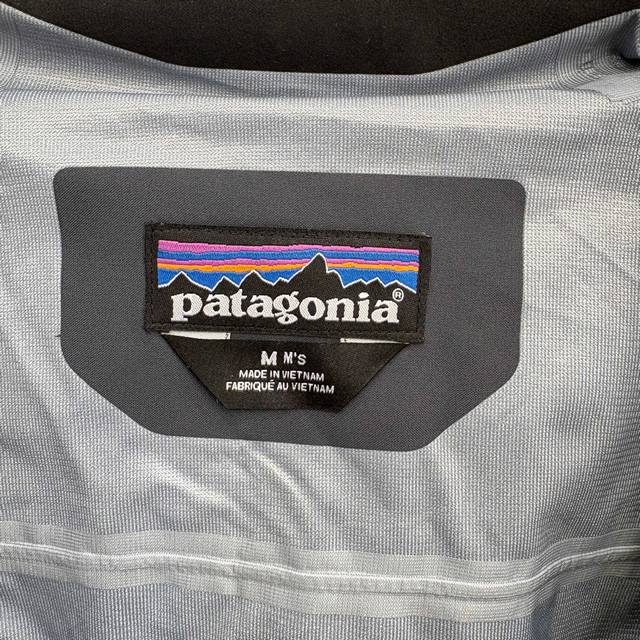 patagonia®
M M's
MADE IN VIETNAM
FABRIQUÉ AU VIETNAM